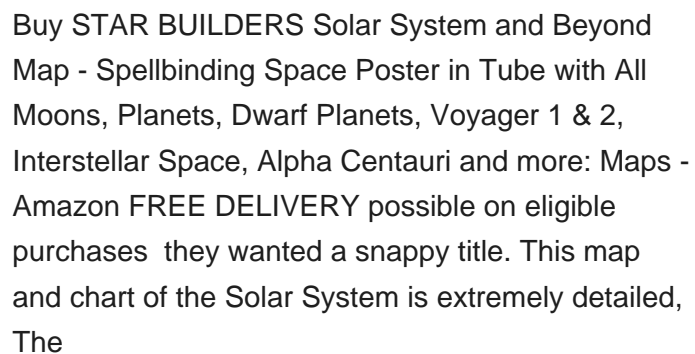 Buy STAR BUILDERS Solar System and Beyond
Map - Spellbinding Space Poster in Tube with All
Moons, Planets, Dwarf Planets, Voyager 1 & 2,
Interstellar Space, Alpha Centauri and more: Maps -
Amazon FREE DELIVERY possible on eligible
purchases  they wanted a snappy title. This map
and chart of the Solar System is extremely detailed,
The